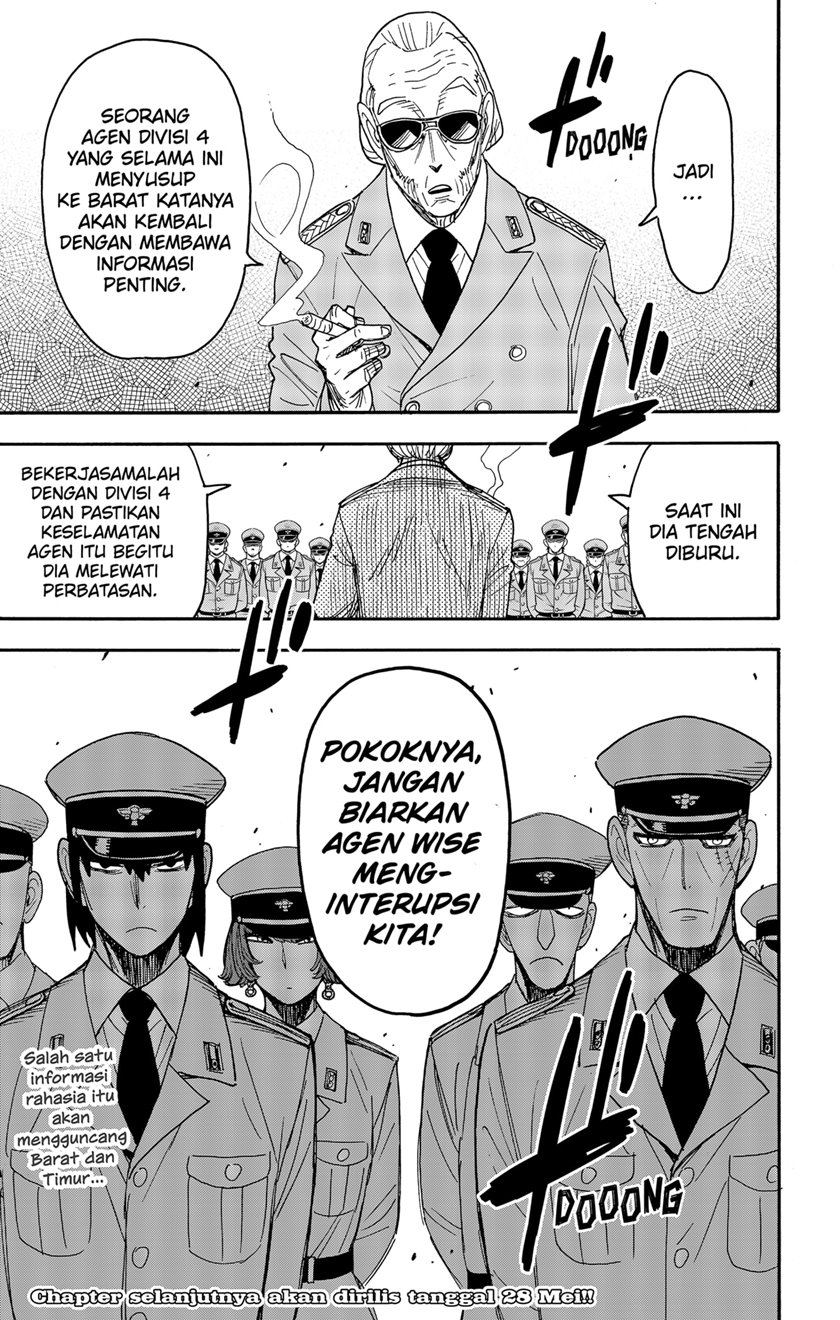 JADI
...
DOOONG
SEORANG
AGEN DIVISI 4
YANG SELAMA INI
MENYUSUP
KE BARAT KATANYA
AKAN KEMBALI
DENGAN MEMBAWA
INFORMASI
PENTING.
SAAT INI
DIA TENGAH
DIBURU.
BEKERJASAMALAH
DENGAN DIVISI 4
DAN PASTIKAN
KESELAMATAN
AGEN ITU BEGITU
DIA MELEWATI
PERBATASAN.
POKOKNYA,
JANGAN
BIARKAN
AGEN WISE
MENG-
INTERUPSI
KITA!
Salah satu
informasi
rahasia itu
akan
mengguncang
Barat dan
Timur...
DOOONG
Chapter selanjutnya akan dirilis tanggal 28 Mei!!